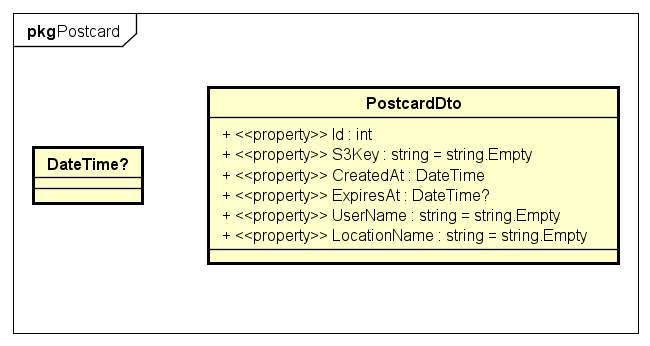 pkgPostcard
PostcardDto
+ <<property>> Id : int
+ <<property>> S3Key : string = string.Empty
+ <<property>> CreatedAt : DateTime
+ <<property>> ExpiresAt : DateTime?
+ <<property>> UserName : string = string.Empty
+ <<property>> LocationName : string = string.Empty
DateTime?